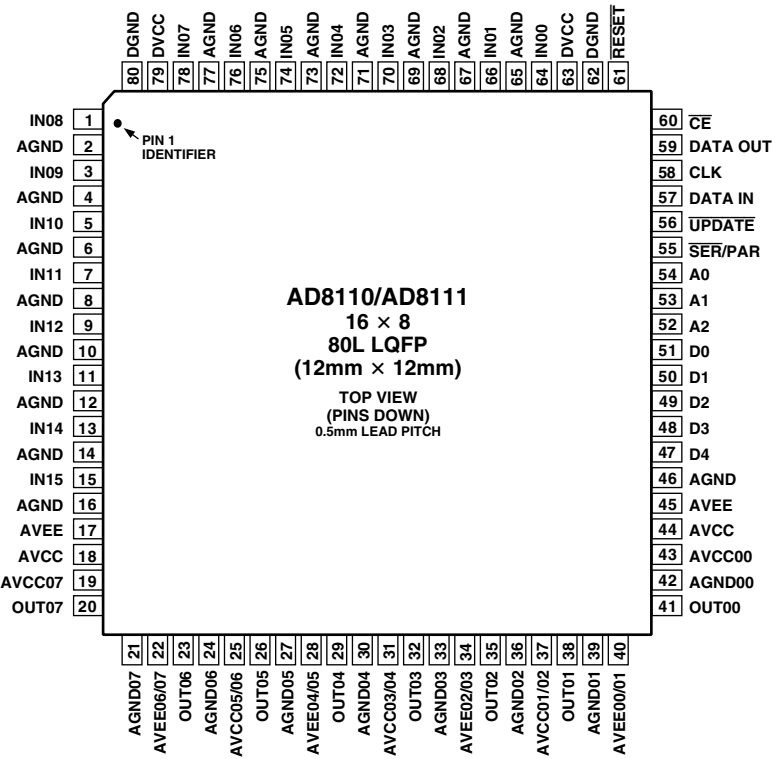 80 DGND
79 DVCC
78 IN07
77 AGND
76 IN06
75 AGND
74 IN05
73 AGND
72 IN04
71 AGND
70 IN03
69 AGND
68 IN02
67 AGND
66 IN01
65 AGND
64 IN00
63 DVCC
62 DGND
61 RESET
IN08 1
AGND 2
IN09 3
AGND 4
IN10 5
AGND 6
IN11 7
AGND 8
IN12 9
AGND 10
IN13 11
AGND 12
IN14 13
AGND 14
IN15 15
AGND 16
AVEE 17
AVCC 18
AVCC07 19
OUT07 20
PIN 1
IDENTIFIER
AD8110/AD8111
16 × 8
80L LQFP
(12mm × 12mm)
TOP VIEW
(PINS DOWN)
0.5mm LEAD PITCH
60 CE
59 DATA OUT
58 CLK
57 DATA IN
56 UPDATE
55 SER/PAR
54 A0
53 A1
52 A2
51 D0
50 D1
49 D2
48 D3
47 D4
46 AGND
45 AVEE
44 AVCC
43 AVCC00
42 AGND00
41 OUT00
AGND07 21
AVEE06/07 22
OUT06 23
AGND06 24
AVCC05/06 25
OUT05 26
AGND05 27
AVEE04/05 28
OUT04 29
AGND04 30
AVCC03/04 31
OUT03 32
AGND03 33
AVEE02/03 34
OUT02 35
AGND02 36
AVCC01/02 37
OUT01 38
AGND01 39
AVEE00/01 40